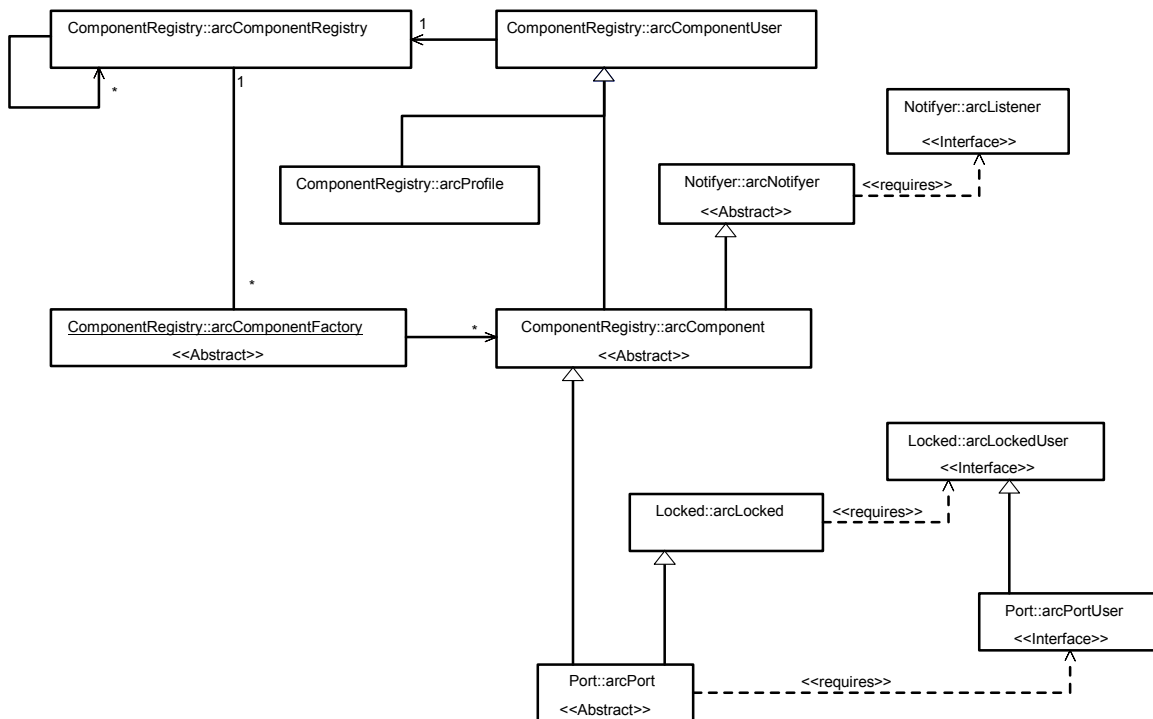 ComponentRegistry::arcComponentRegistry
1
ComponentRegistry::arcComponentUser
*
1
Notifyer::arcListener
<<Interface>>
ComponentRegistry::arcProfile
Notifyer::arcNotifyer
<<Abstract>>
<<requires>>
*
ComponentRegistry::arcComponentFactory
<<Abstract>>
*
ComponentRegistry::arcComponent
<<Abstract>>
Locked::arcLockedUser
<<Interface>>
Locked::arcLocked
<<requires>>
Port::arcPortUser
<<Interface>>
Port::arcPort
<<Abstract>>
<<requires>>